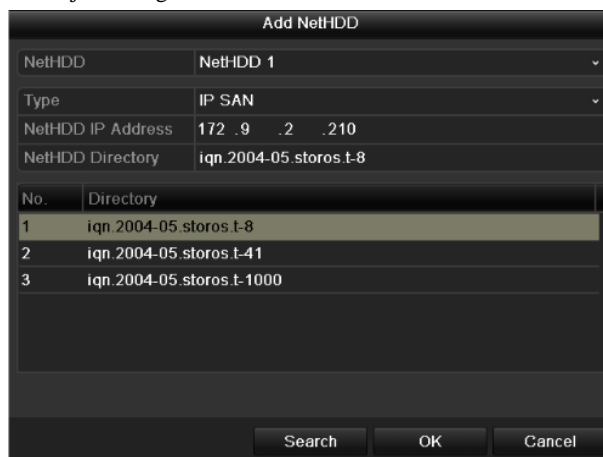 Add NetHDD
NetHDD NetHDD 1
Type IP SAN
NetHDD IP Address 172 .9 .2 .210
NetHDD Directory iqn.2004-05.storos.t-8
No. Directory
1 iqn.2004-05.storos.t-8
2 iqn.2004-05.storos.t-41
3 iqn.2004-05.storos.t-1000
Search OK Cancel